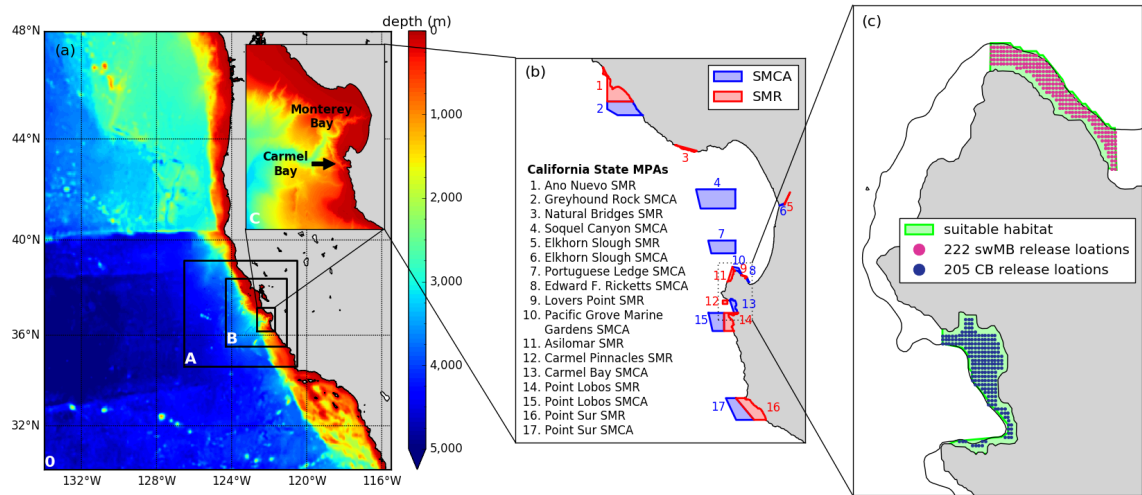 depth (m)
48°N
44°N
40°N
36°N
32°N
132°W
128°W
124°W
120°W
116°W
(a)
Monterey
Bay
Carmel
Bay
C
B
A
0
0
1,000
2,000
3,000
4,000
5,000
(b)
SMCA
SMR
1
2
3
4
5
6
7
10
9
8
11
12
13
15
14
17
16
California State MPAs
1. Ano Nuevo SMR
2. Greyhound Rock SMCA
3. Natural Bridges SMR
4. Soquel Canyon SMCA
5. Elkhorn Slough SMR
6. Elkhorn Slough SMCA
7. Portuguese Ledge SMCA
8. Edward F. Ricketts SMCA
9. Lovers Point SMR
10. Pacific Grove Marine
Gardens SMCA
11. Asilomar SMR
12. Carmel Pinnacles SMR
13. Carmel Bay SMCA
14. Point Lobos SMR
15. Point Lobos SMCA
16. Point Sur SMR
17. Point Sur SMCA
(c)
suitable habitat
222 swMB release loations
205 CB release loations